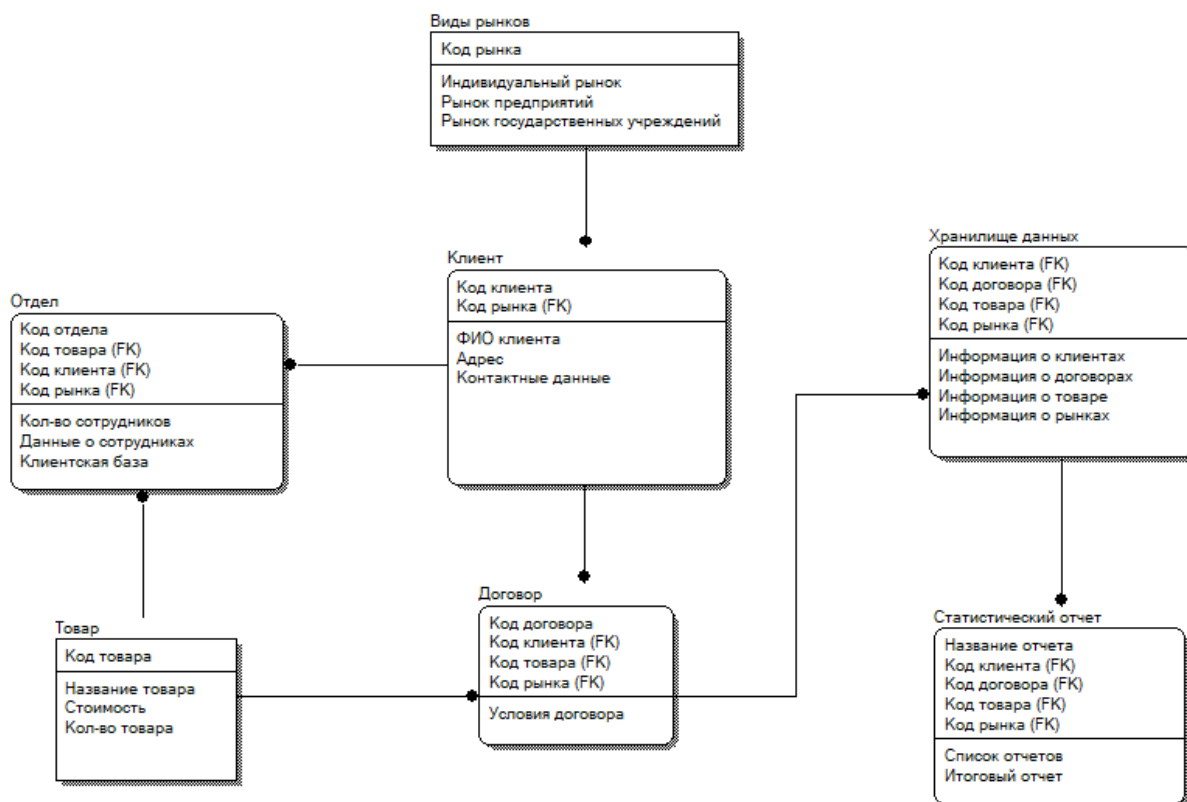 Виды рынков
Код рынка
Индивидуальный рынок
Рынок предприятий
Рынок государственных учреждений
Клиент
Код клиента
Код рынка (FK)
ФИО клиента
Адрес
Контактные данные
Отдел
Код отдела
Код товара (FK)
Код клиента (FK)
Код рынка (FK)
Кол-во сотрудников
Данные о сотрудниках
Клиентская база
Хранилище данных
Код клиента (FK)
Код договора (FK)
Код товара (FK)
Код рынка (FK)
Информация о клиентах
Информация о договорах
Информация о товаре
Информация о рынках
Товар
Код товара
Название товара
Стоимость
Кол-во товара
Договор
Код договора
Код клиента (FK)
Код товара (FK)
Код рынка (FK)
Условия договора
Статистический отчет
Название отчета
Код клиента (FK)
Код договора (FK)
Код товара (FK)
Код рынка (FK)
Список отчетов
Итоговый отчет